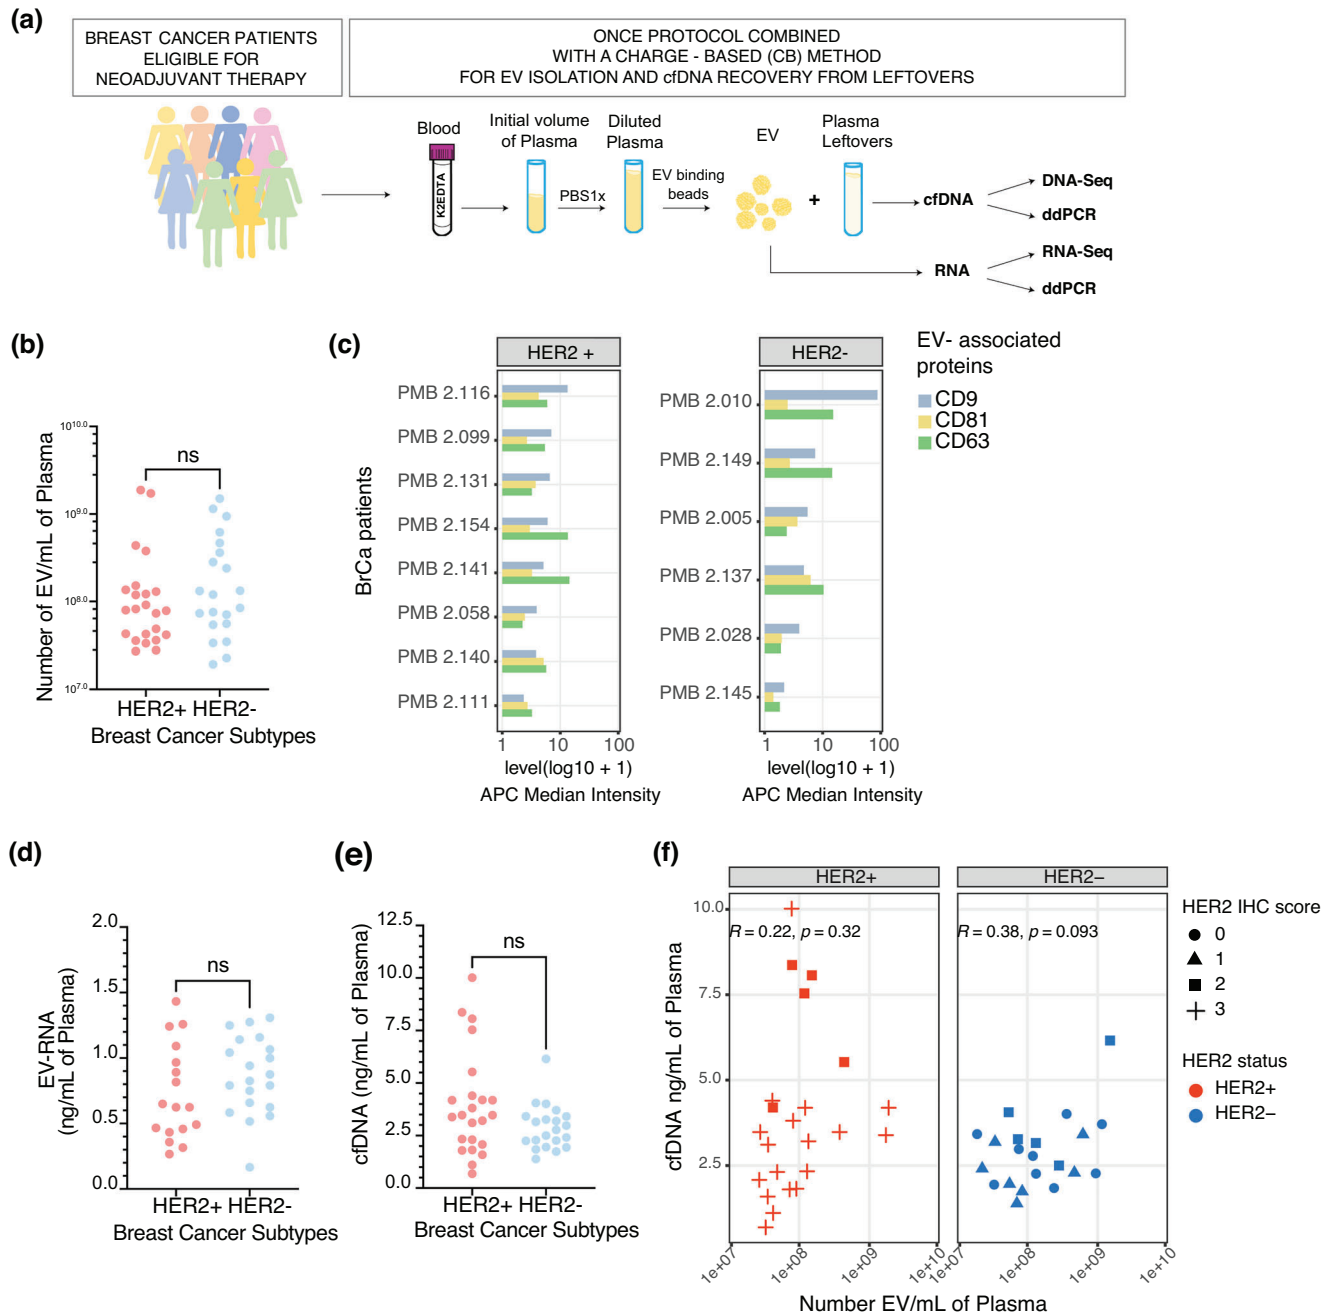 (a)
BREAST CANCER PATIENTS
ELIGIBLE FOR
NEOADJUVANT THERAPY
ONCE PROTOCOL COMBINED
WITH A CHARGE - BASED (CB) METHOD
FOR EV ISOLATION AND cfDNA RECOVERY FROM LEFTOVERS
Blood
Initial volume
of Plasma
Diluted
Plasma
EV
Plasma
Leftovers
K2EDTA
PBS1x
EV binding
beads
+
cfDNA
DNA-Seq
ddPCR
RNA
RNA-Seq
ddPCR
(b)
Number of EV/mL of Plasma
10^10.0
10^9.0
10^8.0
10^7.0
ns
HER2+ HER2-
Breast Cancer Subtypes
(c)
BrCa patients
HER2 +
PMB 2.116
PMB 2.099
PMB 2.131
PMB 2.154
PMB 2.141
PMB 2.058
PMB 2.140
PMB 2.111
1 10 100
level(log10 + 1)
APC Median Intensity
HER2-
PMB 2.010
PMB 2.149
PMB 2.005
PMB 2.137
PMB 2.028
PMB 2.145
1 10 100
level(log10 + 1)
APC Median Intensity
EV- associated
proteins
CD9
CD81
CD63
(d)
EV-RNA
(ng/mL of Plasma)
2.0
1.5
1.0
0.5
0.0
ns
HER2+ HER2-
Breast Cancer Subtypes
(e)
cfDNA (ng/mL of Plasma)
12.5
10.0
7.5
5.0
2.5
0.0
ns
HER2+ HER2-
Breast Cancer Subtypes
(f)
cfDNA ng/mL of Plasma
10.0
7.5
5.0
2.5
HER2+
R = 0.22, p = 0.32
1e+07 1e+08 1e+09 1e+10
HER2−
R = 0.38, p = 0.093
1e+07 1e+08 1e+09 1e+10
Number EV/mL of Plasma
HER2 IHC score
0
1
2
3
HER2 status
HER2+
HER2−